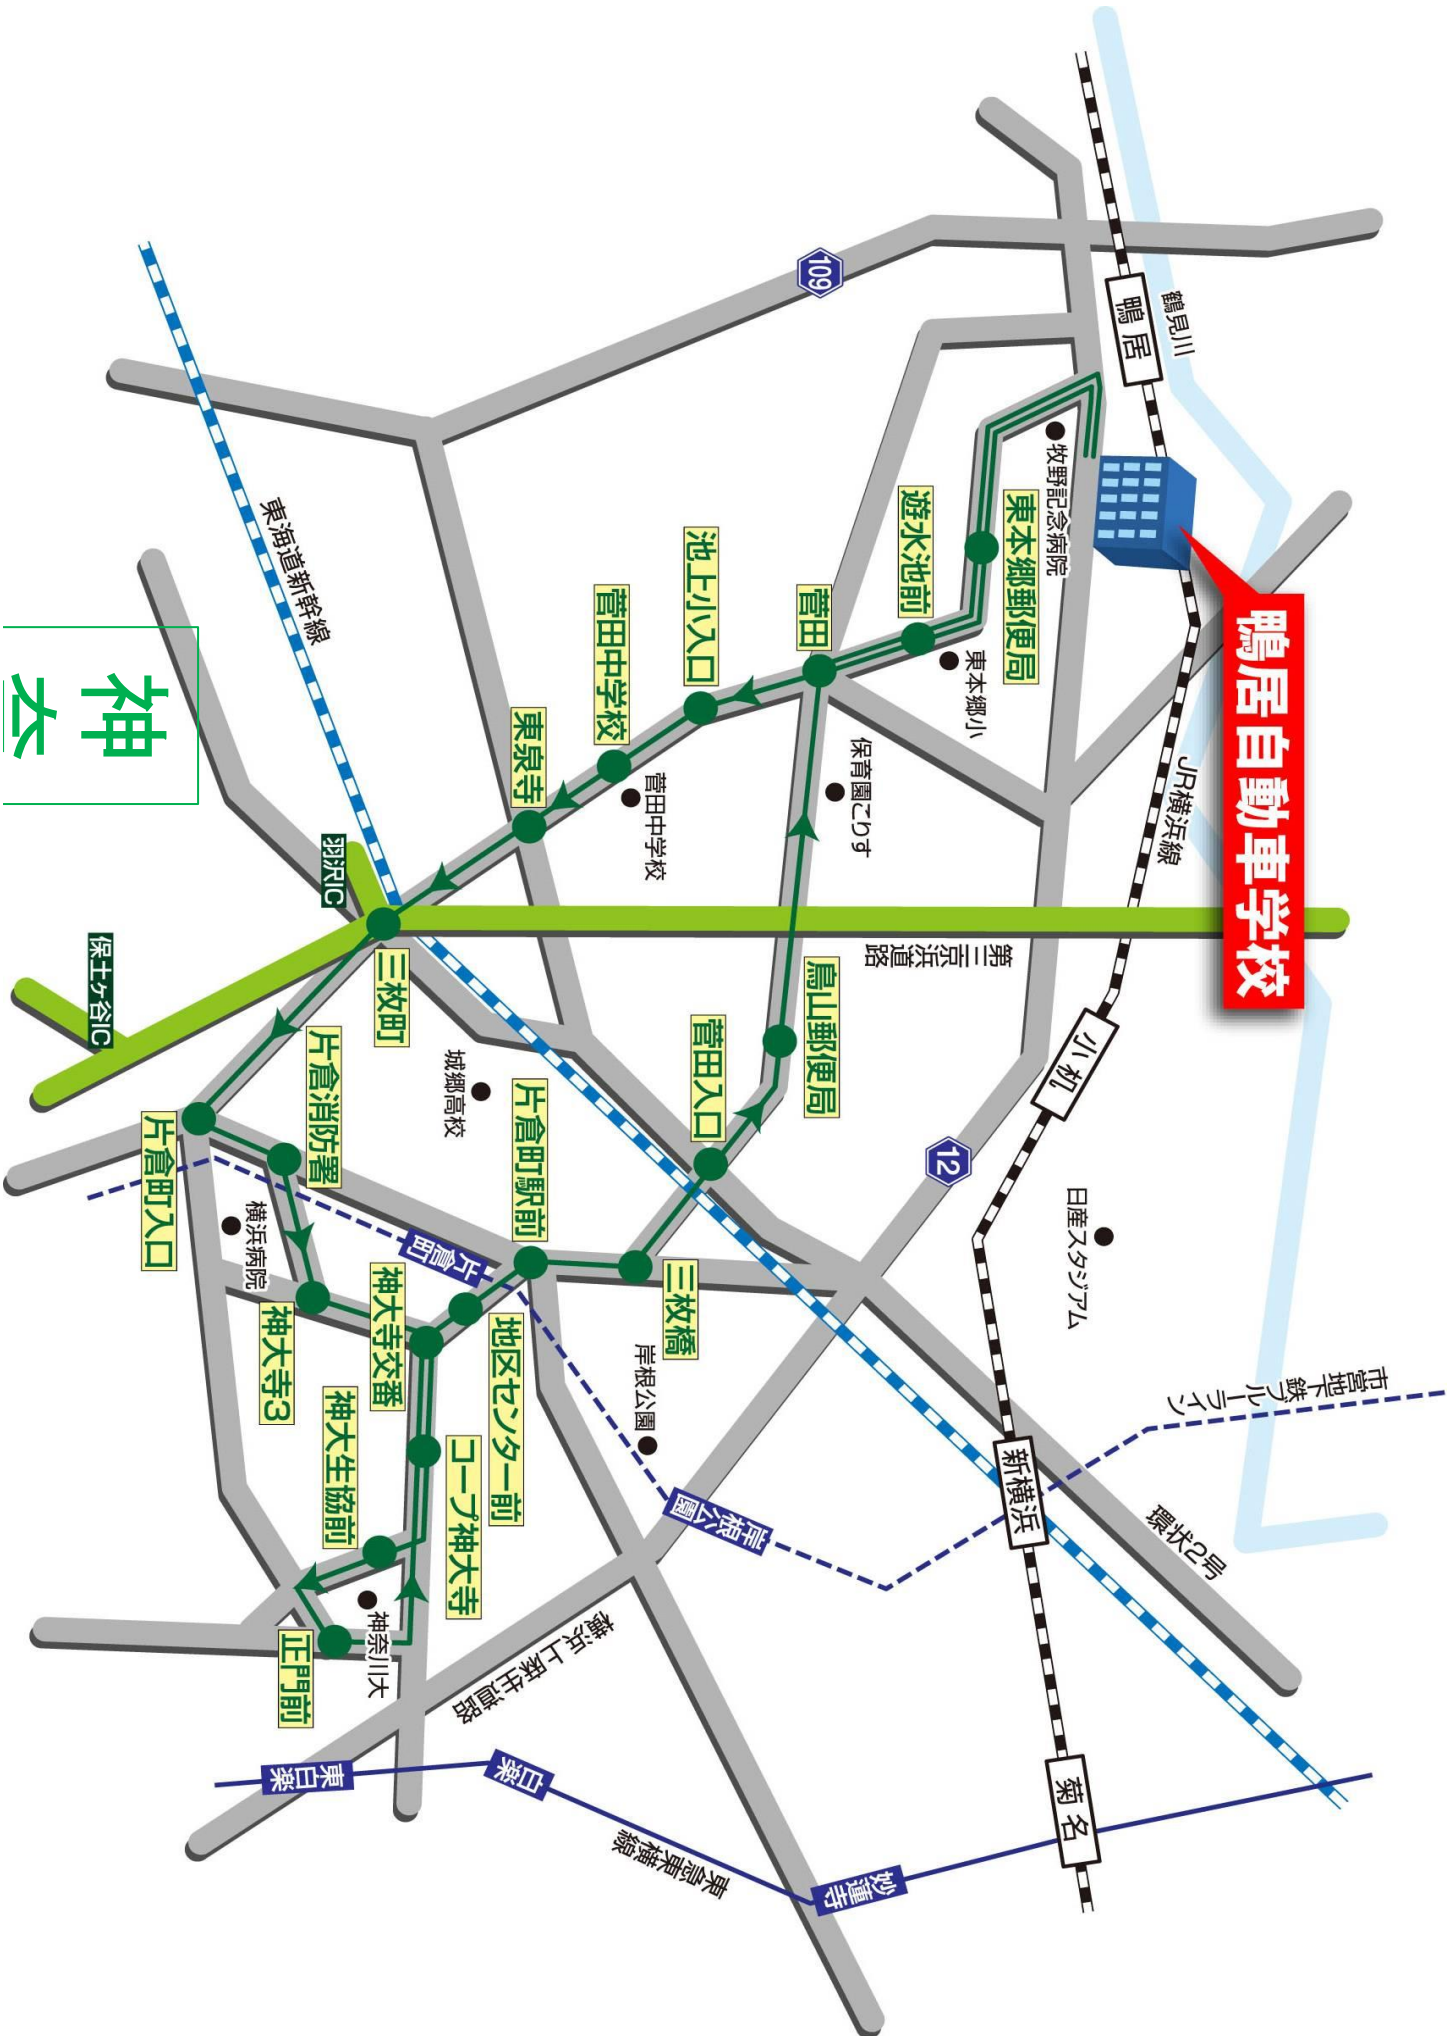 鴨居自動車学校
鶴見川
鴨居
JR横浜線
小机
日産スタジアム
新横浜
菊名
市営地下鉄ブルーライン
環状2号
109
12
牧野記念病院
東本郷郵便局
遊水池前
東本郷小
菅田
池上小入口
菅田中学校
菅田中学校
東泉寺
保育園こりす
第三京浜道路
鳥山郵便局
菅田入口
三枚橋
東海道新幹線
羽沢IC
保土ヶ谷IC
三枚町
城郷高校
片倉消防署
片倉町入口
片倉町駅前
片倉町
横浜病院
神大寺3
神大寺交番
地区センター前
コープ神大寺
神大生協前
神奈川大
正門前
岸根公園
岸根公園
横浜上麻生道路
東白楽
白楽
東急東横線
妙蓮寺
神